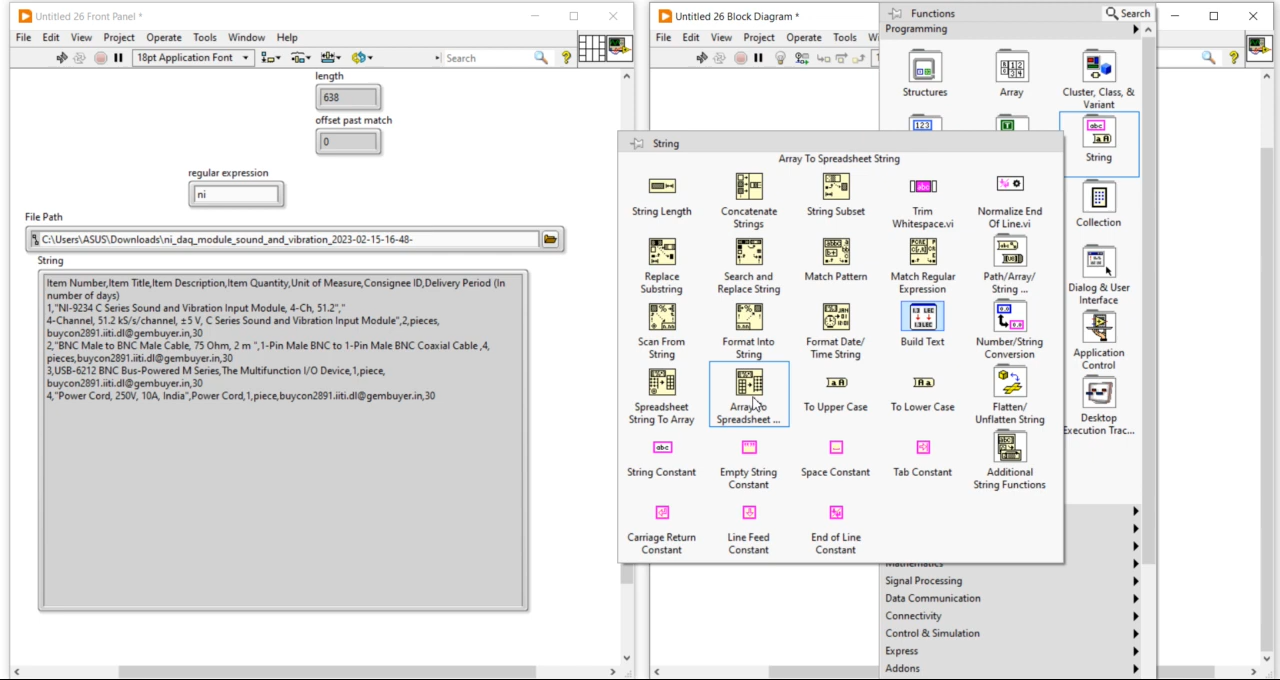 Untitled 26 Front Panel *
File Edit View Project Operate Tools Window Help
18pt Application Font
Search
length
638
offset past match
0
regular expression
ni
File Path
C:\Users\ASUS\Downloads\ni_daq_module_sound_and_vibration_2023-02-15-16-48-
String
Item Number,Item Title,Item Description,Item Quantity,Unit of Measure,Consignee ID,Delivery Period (In
number of days)
1,"NI-9234 C Series Sound and Vibration Input Module, 4-Ch, 51.2","
4-Channel, 51.2 kS/s/channel, ±5 V, C Series Sound and Vibration Input Module",2,pieces,
buycon2891.iiti.dl@gembuyer.in,30
2,"BNC Male to BNC Male Cable, 75 Ohm, 2 m ",1-Pin Male BNC to 1-Pin Male BNC Coaxial Cable ,4,
pieces,buycon2891.iiti.dl@gembuyer.in,30
3,USB-6212 BNC Bus-Powered M Series,The Multifunction I/O Device,1,piece,
buycon2891.iiti.dl@gembuyer.in,30
4,"Power Cord, 250V, 10A, India",Power Cord,1,piece,buycon2891.iiti.dl@gembuyer.in,30
Untitled 26 Block Diagram *
File Edit View Project Operate Tools
Functions
Search
Programming
Structures
Array
Cluster, Class, &
Variant
String
Collection
Dialog & User
Interface
Application
Control
Desktop
Execution Trac...
String
Array To Spreadsheet String
String Length
Concatenate
Strings
String Subset
Trim
Whitespace.vi
Normalize End
Of Line.vi
Replace
Substring
Search and
Replace String
Match Pattern
Match Regular
Expression
Path/Array/
String ...
Scan From
String
Format Into
String
Format Date/
Time String
Build Text
Number/String
Conversion
Spreadsheet
String To Array
Array To
Spreadsheet ...
To Upper Case
To Lower Case
Flatten/
Unflatten String
String Constant
Empty String
Constant
Space Constant
Tab Constant
Additional
String Functions
Carriage Return
Constant
Line Feed
Constant
End of Line
Constant
Mathematics
Signal Processing
Data Communication
Connectivity
Control & Simulation
Express
Addons